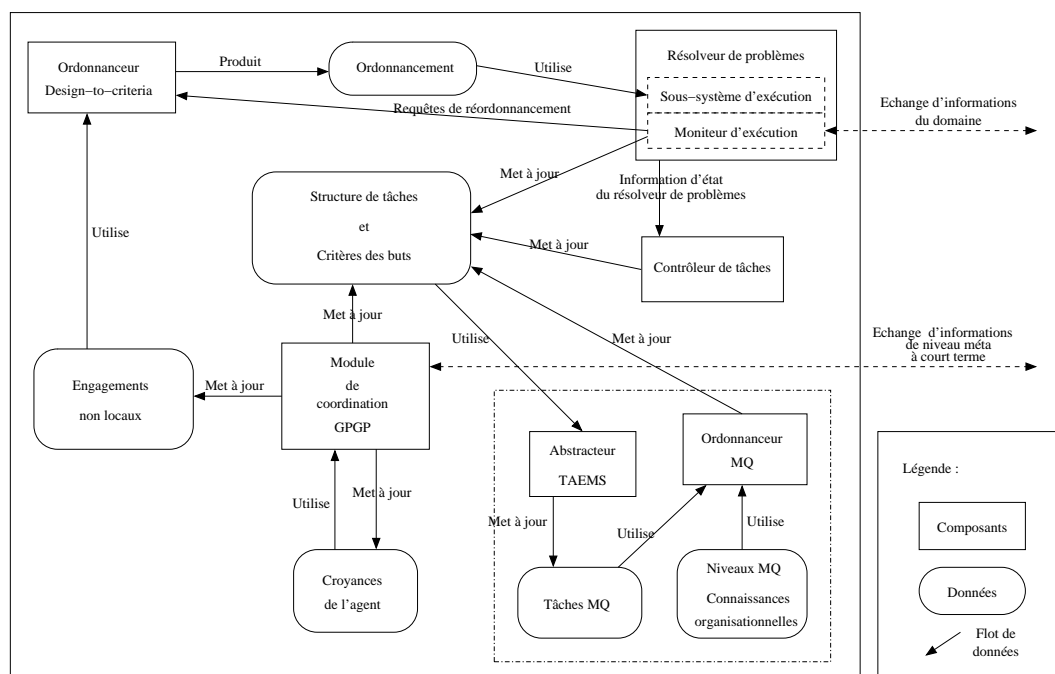 Ordonnanceur
Design−to−criteria
Produit
Ordonnancement
Utilise
Résolveur de problèmes
Sous−système d'exécution
Moniteur d'exécution
Requêtes de réordonnancement
Echange d'informations
du domaine
Met à jour
Information d'état
du résolveur de problèmes
Structure de tâches
et
Critères des buts
Utilise
Met à jour
Contrôleur de tâches
Met à jour
Utilise
Met à jour
Echange d'informations
de niveau méta
à court terme
Engagements
non locaux
Met à jour
Module
de
coordination
GPGP
Abstracteur
TAEMS
Ordonnanceur
MQ
Utilise
Met à jour
Met à jour
Utilise
Utilise
Croyances
de l'agent
Tâches MQ
Niveaux MQ
Connaissances
organisationnelles
Légende :
Composants
Données
Flot de
données